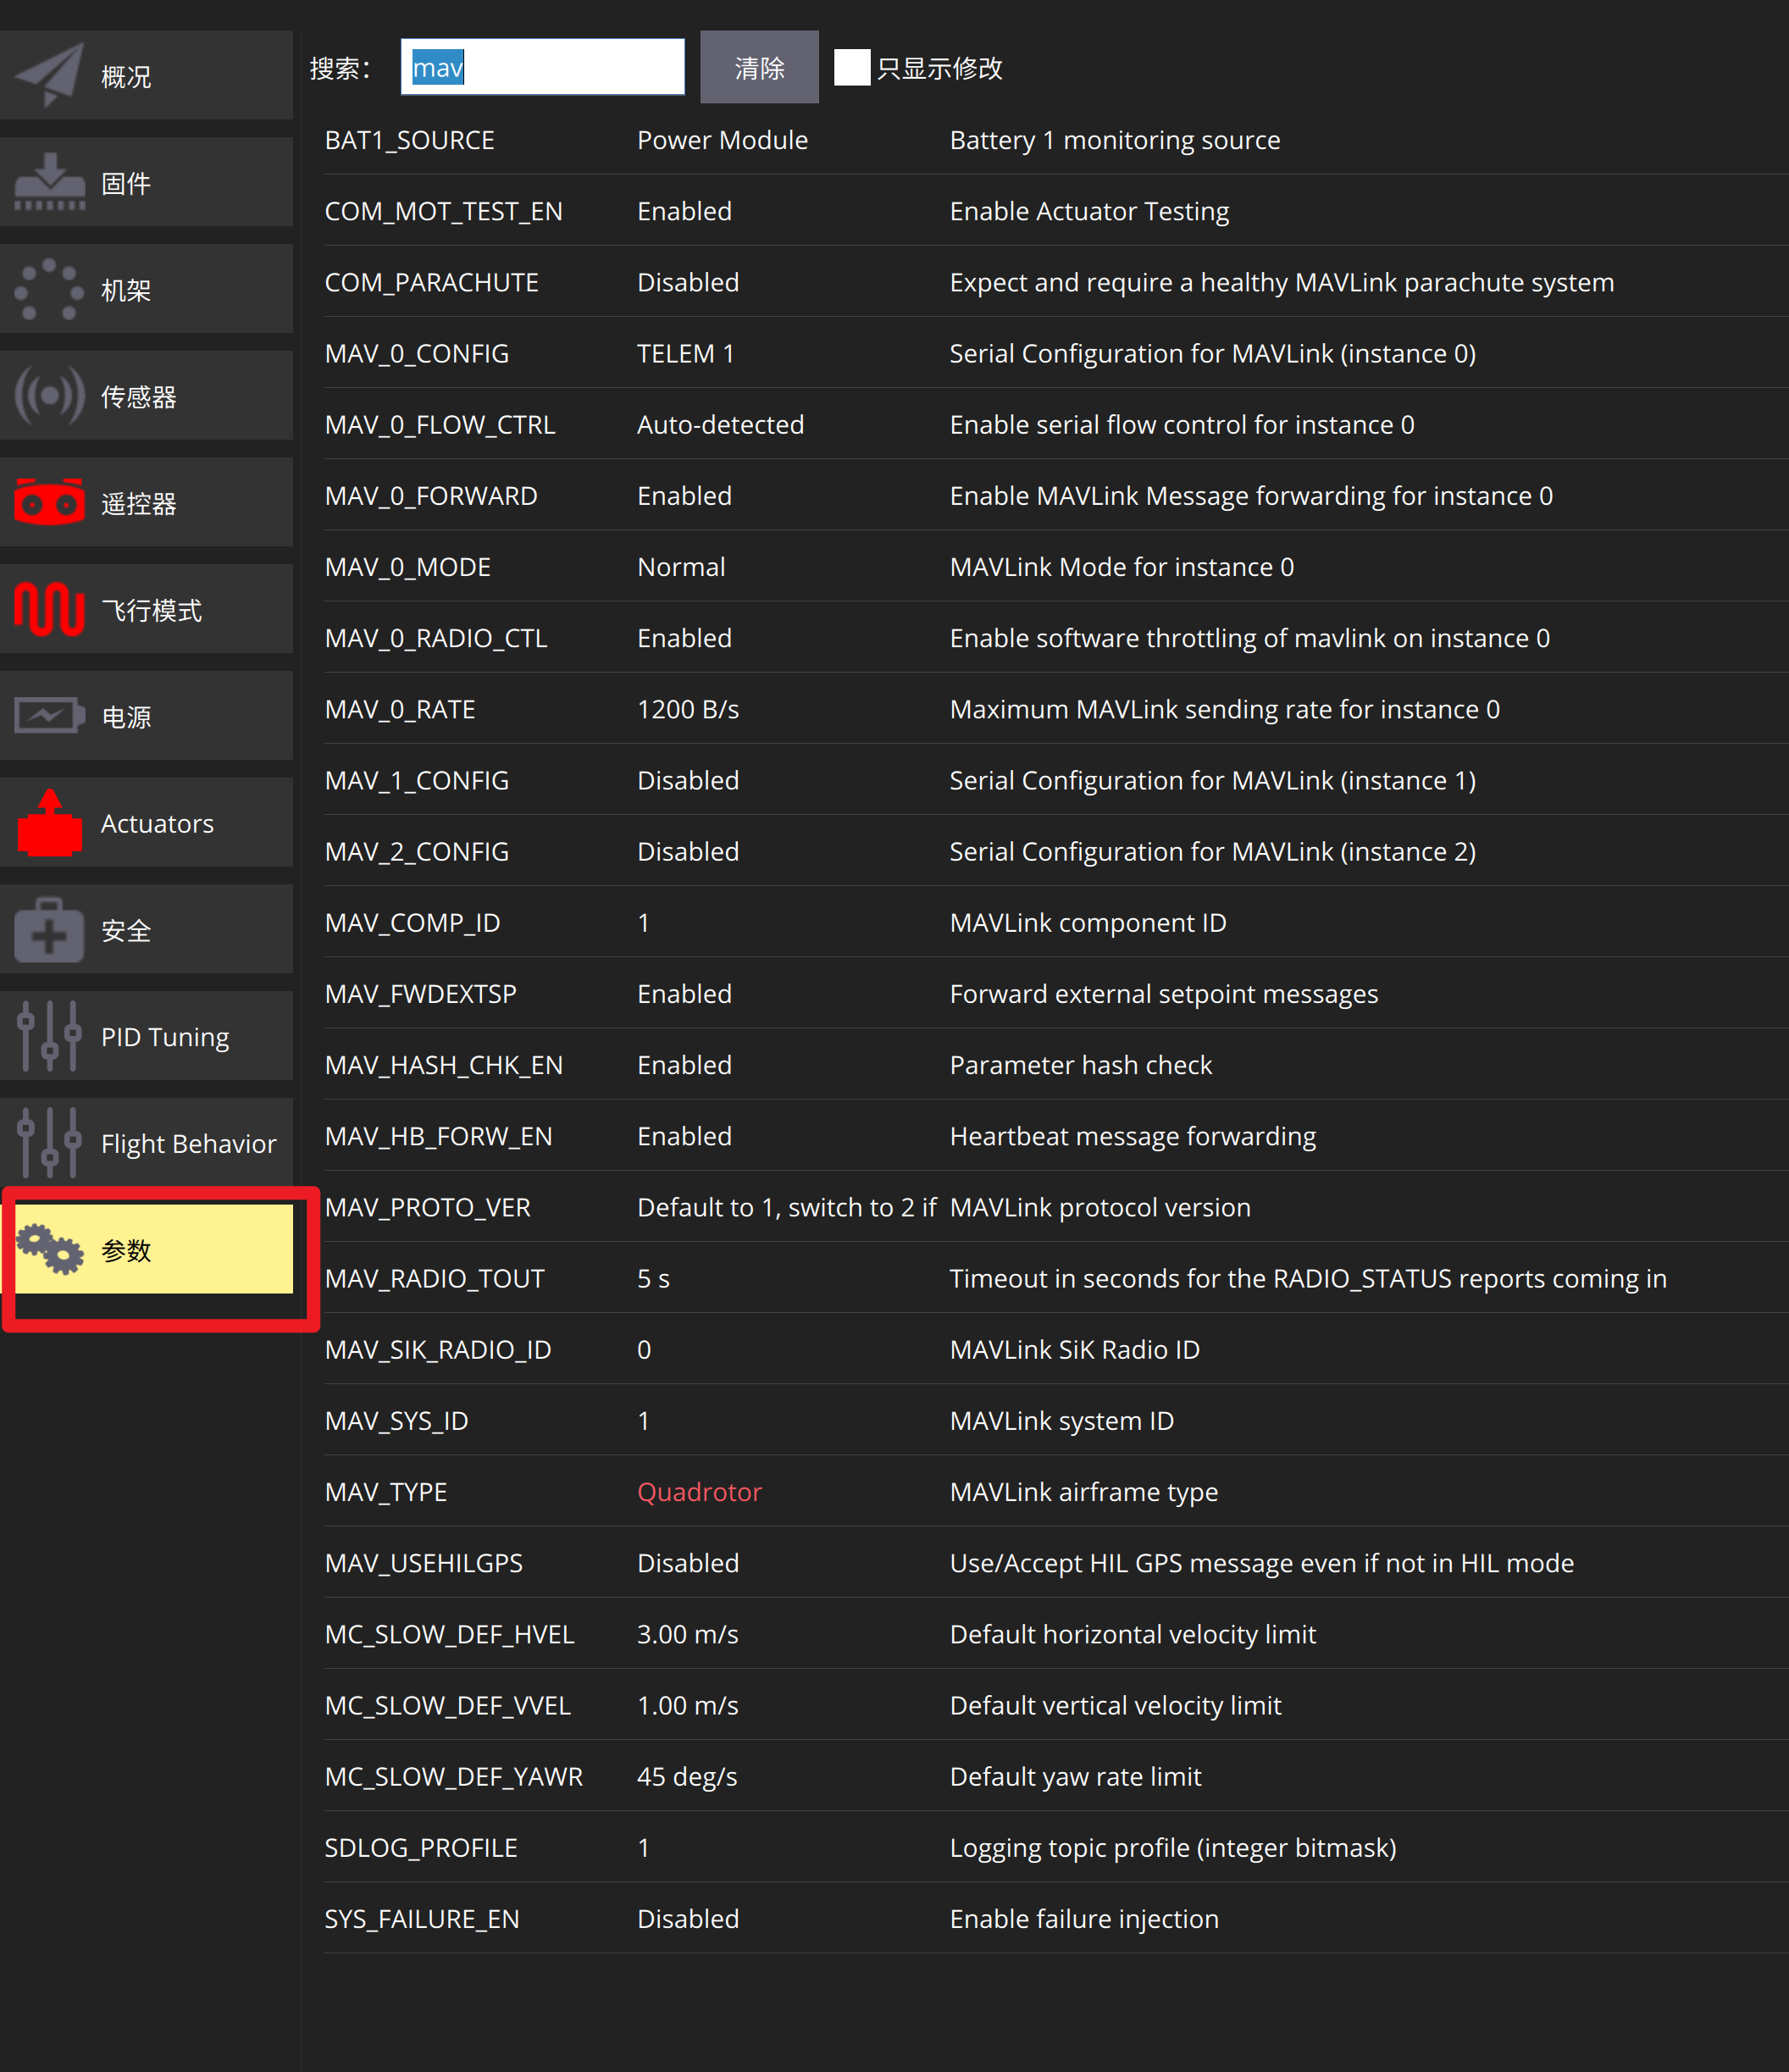 概况
固件
机架
传感器
遥控器
飞行模式
电源
Actuators
安全
PID Tuning
Flight Behavior
参数
搜索： mav 清除 只显示修改
BAT1_SOURCE Power Module Battery 1 monitoring source
COM_MOT_TEST_EN Enabled Enable Actuator Testing
COM_PARACHUTE Disabled Expect and require a healthy MAVLink parachute system
MAV_0_CONFIG TELEM 1 Serial Configuration for MAVLink (instance 0)
MAV_0_FLOW_CTRL Auto-detected Enable serial flow control for instance 0
MAV_0_FORWARD Enabled Enable MAVLink Message forwarding for instance 0
MAV_0_MODE Normal MAVLink Mode for instance 0
MAV_0_RADIO_CTL Enabled Enable software throttling of mavlink on instance 0
MAV_0_RATE 1200 B/s Maximum MAVLink sending rate for instance 0
MAV_1_CONFIG Disabled Serial Configuration for MAVLink (instance 1)
MAV_2_CONFIG Disabled Serial Configuration for MAVLink (instance 2)
MAV_COMP_ID 1 MAVLink component ID
MAV_FWDEXTSP Enabled Forward external setpoint messages
MAV_HASH_CHK_EN Enabled Parameter hash check
MAV_HB_FORW_EN Enabled Heartbeat message forwarding
MAV_PROTO_VER Default to 1, switch to 2 if MAVLink protocol version
MAV_RADIO_TOUT 5 s Timeout in seconds for the RADIO_STATUS reports coming in
MAV_SIK_RADIO_ID 0 MAVLink SiK Radio ID
MAV_SYS_ID 1 MAVLink system ID
MAV_TYPE Quadrotor MAVLink airframe type
MAV_USEHILGPS Disabled Use/Accept HIL GPS message even if not in HIL mode
MC_SLOW_DEF_HVEL 3.00 m/s Default horizontal velocity limit
MC_SLOW_DEF_VVEL 1.00 m/s Default vertical velocity limit
MC_SLOW_DEF_YAWR 45 deg/s Default yaw rate limit
SDLOG_PROFILE 1 Logging topic profile (integer bitmask)
SYS_FAILURE_EN Disabled Enable failure injection